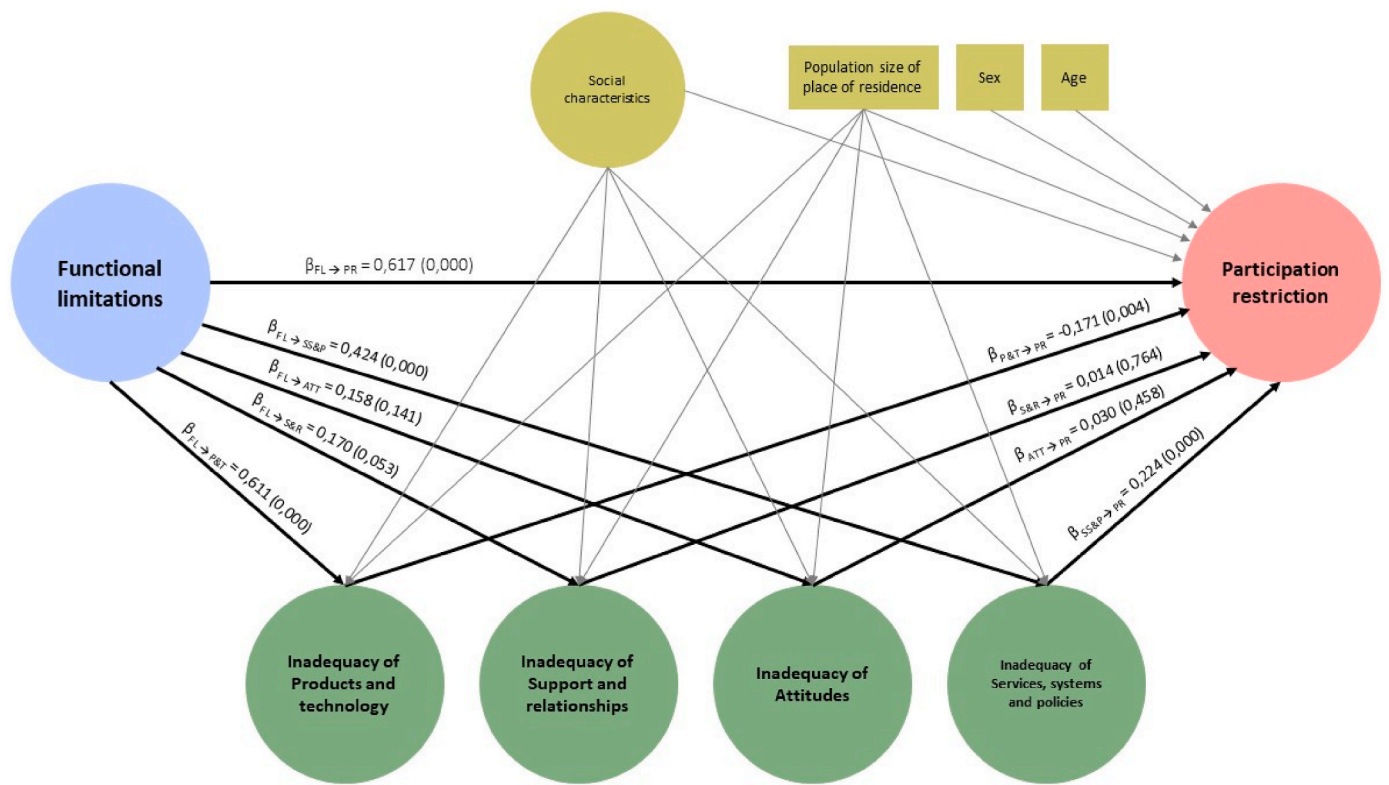 Social
characteristics
Population size of
place of residence
Sex
Age
Functional
limitations
Participation
restriction
βFL → PR = 0,617 (0,000)
βFL → SS&P = 0,424 (0,000)
βFL → ATT = 0,158 (0,141)
βFL → S&R = 0,170 (0,053)
βFL → P&T = 0,611 (0,000)
βP&T → PR = -0,171 (0,004)
βS&R → PR = 0,014 (0,764)
βATT → PR = 0,030 (0,458)
βSS&P → PR = 0,224 (0,000)
Inadequacy of
Products and
technology
Inadequacy of
Support and
relationships
Inadequacy of
Attitudes
Inadequacy of
Services, systems
and policies